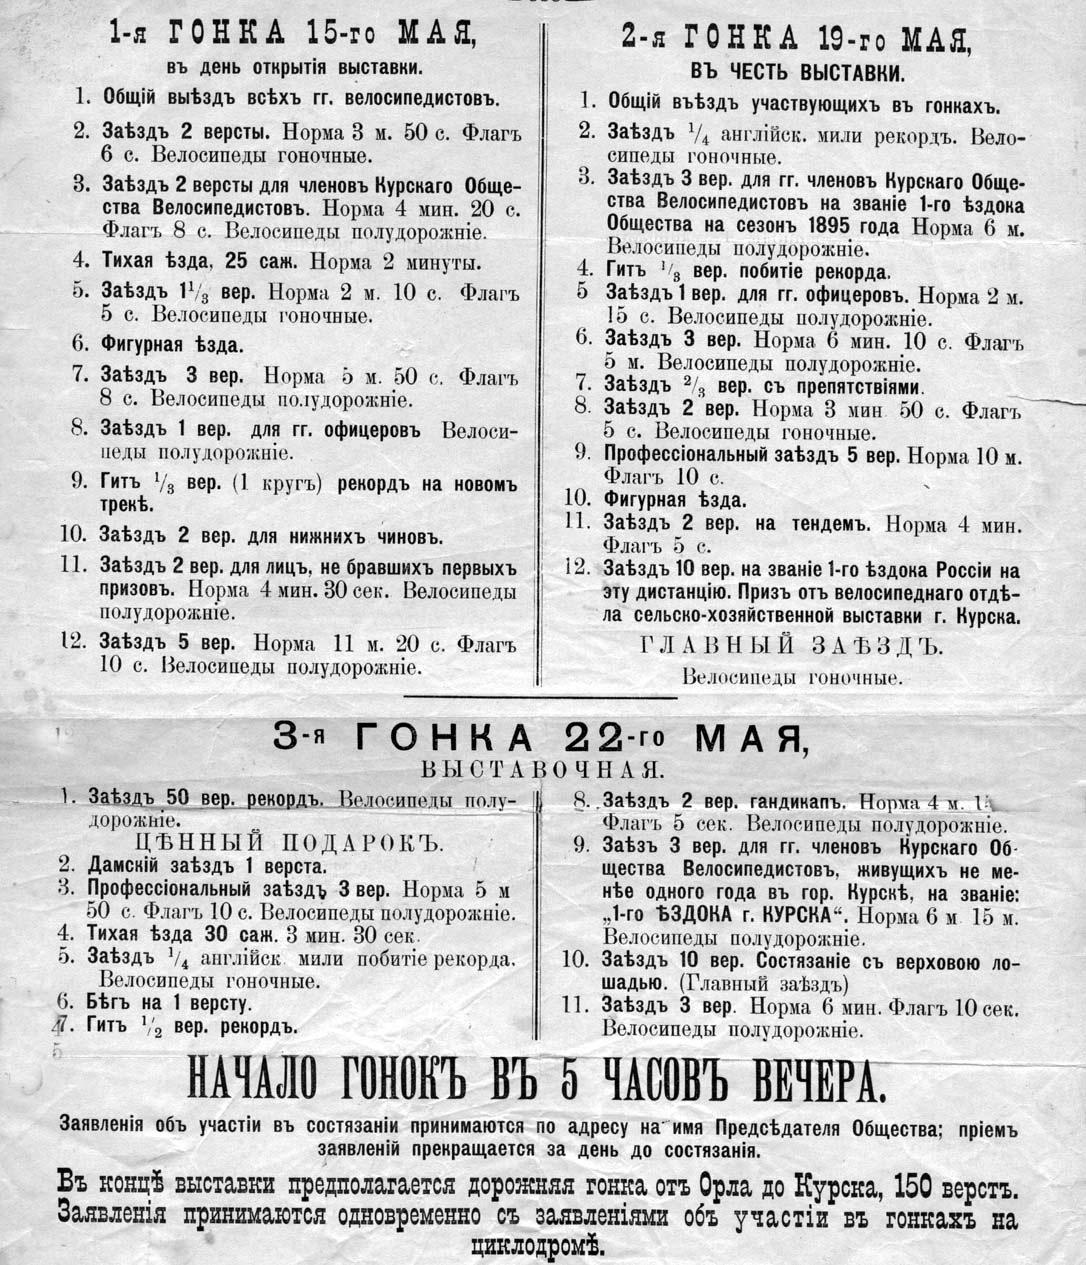 1-я ГОНКА 15-го МАЯ,
въ день открытія выставки.
1. Общій выѣздъ всѣхъ гг. велосипедистовъ.
2. Заѣздъ 2 версты. Норма 3 м. 50 с. Флагъ
6 с. Велосипеды гоночные.
3. Заѣздъ 2 версты для членовъ Курскаго Обще-
ства Велосипедистовъ. Норма 4 мин. 20 с.
Флагъ 8 с. Велосипеды полудорожніе.
4. Тихая ѣзда, 25 саж. Норма 2 минуты.
5. Заѣздъ 1 1/3 вер. Норма 2 м. 10 с. Флагъ
5 с. Велосипеды гоночные.
6. Фигурная ѣзда.
7. Заѣздъ 3 вер. Норма 5 м. 50 с. Флагъ
8 с. Велосипеды полудорожніе.
8. Заѣздъ 1 вер. для гг. офицеровъ Велоси-
педы полудорожніе.
9. Гитъ 1/3 вер. (1 кругъ) рекордъ на новомъ
трекѣ.
10. Заѣздъ 2 вер. для нижнихъ чиновъ.
11. Заѣздъ 2 вер. для лицъ, не бравшихъ первыхъ
призовъ. Норма 4 мин. 30 сек. Велосипеды
полудорожніе.
12. Заѣздъ 5 вер. Норма 11 м. 20 с. Флагъ
10 с. Велосипеды полудорожніе.
2-я ГОНКА 19-го МАЯ,
ВЪ ЧЕСТЬ ВЫСТАВКИ.
1. Общій въѣздъ участвующихъ въ гонкахъ.
2. Заѣздъ 1/4 англійск. мили рекордъ. Вело-
сипеды гоночные.
3. Заѣздъ 3 вер. для гг. членовъ Курскаго Обще-
ства Велосипедистовъ на званіе 1-го ѣздока
Общества на сезонъ 1895 года Норма 6 м.
Велосипеды полудорожніе.
4. Гитъ 1/3 вер. побитіе рекорда.
5 Заѣздъ 1 вер. для гг. офицеровъ. Норма 2 м.
15 с. Велосипеды полудорожніе.
6. Заѣздъ 3 вер. Норма 6 мин. 10 с. Флагъ
5 м. Велосипеды полудорожніе.
7. Заѣздъ 2/3 вер. съ препятствіями.
8. Заѣздъ 2 вер. Норма 3 мин 50 с. Флагъ
5 с. Велосипеды гоночные.
9. Профессіональный заѣздъ 5 вер. Норма 10 м.
Флагъ 10 с.
10. Фигурная ѣзда.
11. Заѣздъ 2 вер. на тендемъ. Норма 4 мин.
Флагъ 5 с.
12. Заѣздъ 10 вер. на званіе 1-го ѣздока Россіи на
эту дистанцію. Призъ отъ велосипеднаго отдѣ-
ла сельско-хозяйственной выставки г. Курска.
ГЛАВНЫЙ ЗАѢЗДЪ.
Велосипеды гоночные.
3-я ГОНКА 22-го МАЯ,
ВЫСТАВОЧНАЯ.
1. Заѣздъ 50 вер. рекордъ. Велосипеды полу-
дорожніе.
ЦѢННЫЙ ПОДАРОКЪ.
2. Дамскій заѣздъ 1 верста.
3. Профессіональный заѣздъ 3 вер. Норма 5 м
50 с. Флагъ 10 с. Велосипеды полудорожніе.
4. Тихая ѣзда 30 саж. 3 мин. 30 сек.
5. Заѣздъ 1/4 англійск. мили побитіе рекорда.
Велосипеды гоночные.
6. Бѣгъ на 1 версту.
7. Гитъ 1/2 вер. рекордъ.
8. Заѣздъ 2 вер. гандикапъ. Норма 4 м.
Флагъ 5 сек. Велосипеды полудорожніе.
9. Заѣзъ 3 вер. для гг. членовъ Курскаго Об-
щества Велосипедистовъ, живущихъ не ме-
нѣе одного года въ гор. Курскѣ, на званіе:
„1-го ѢЗДОКА г. КУРСКА“. Норма 6 м 15 м.
Велосипеды полудорожніе.
10. Заѣздъ 10 вер. Состязаніе съ верховою ло-
шадью. (Главный заѣздъ)
11. Заѣздъ 3 вер. Норма 6 мин. Флагъ 10 сек.
Велосипеды полудорожніе.
НАЧАЛО ГОНОКЪ ВЪ 5 ЧАСОВЪ ВЕЧЕРА.
Заявленія объ участіи въ состязаніи принимаются по адресу на имя Предсѣдателя Общества; пріемъ
заявленій прекращается за день до состязанія.
Въ концѣ выставки предполагается дорожняя гонка отъ Орла до Курска, 150 верстъ.
Заявленія принимаются одновременно съ заявленіями объ участіи въ гонкахъ на
циклодромѣ.